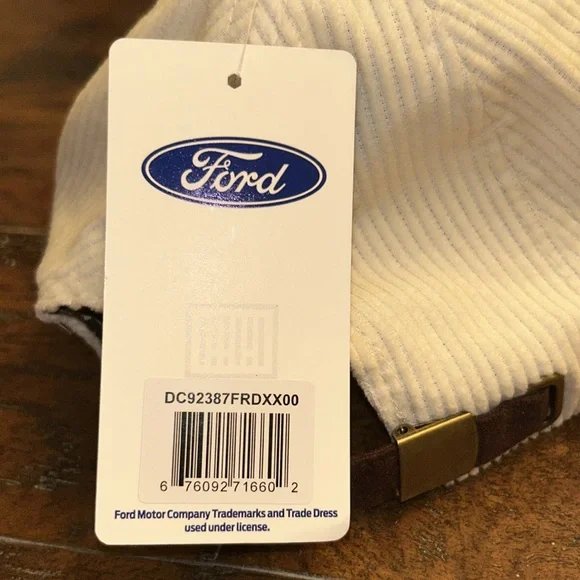 Ford
DC92387FRDXX00
6 76092 71660 2
Ford Motor Company Trademarks and Trade Dress
used under license.